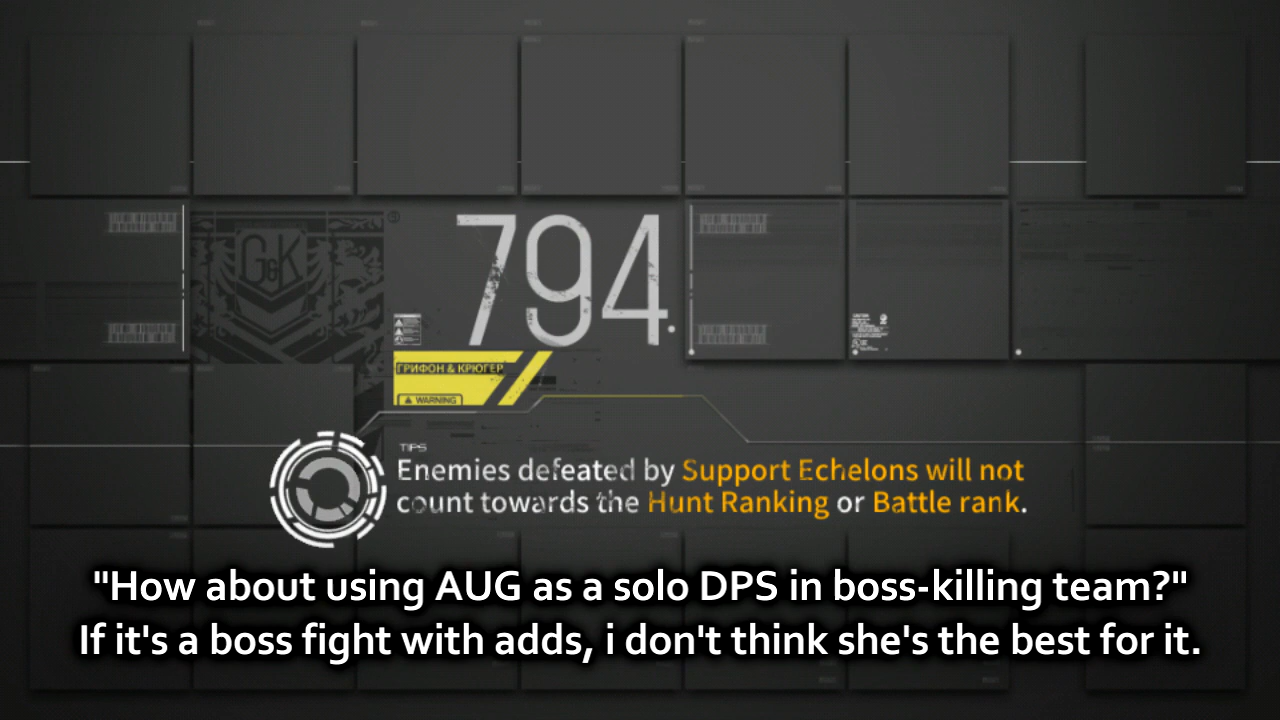 G&K
794.
ГРИФОН & КРЮГЕР
WARNING
TIPS
Enemies defeated by Support Echelons will not
count towards the Hunt Ranking or Battle rank.
"How about using AUG as a solo DPS in boss-killing team?"
If it's a boss fight with adds, i don't think she's the best for it.